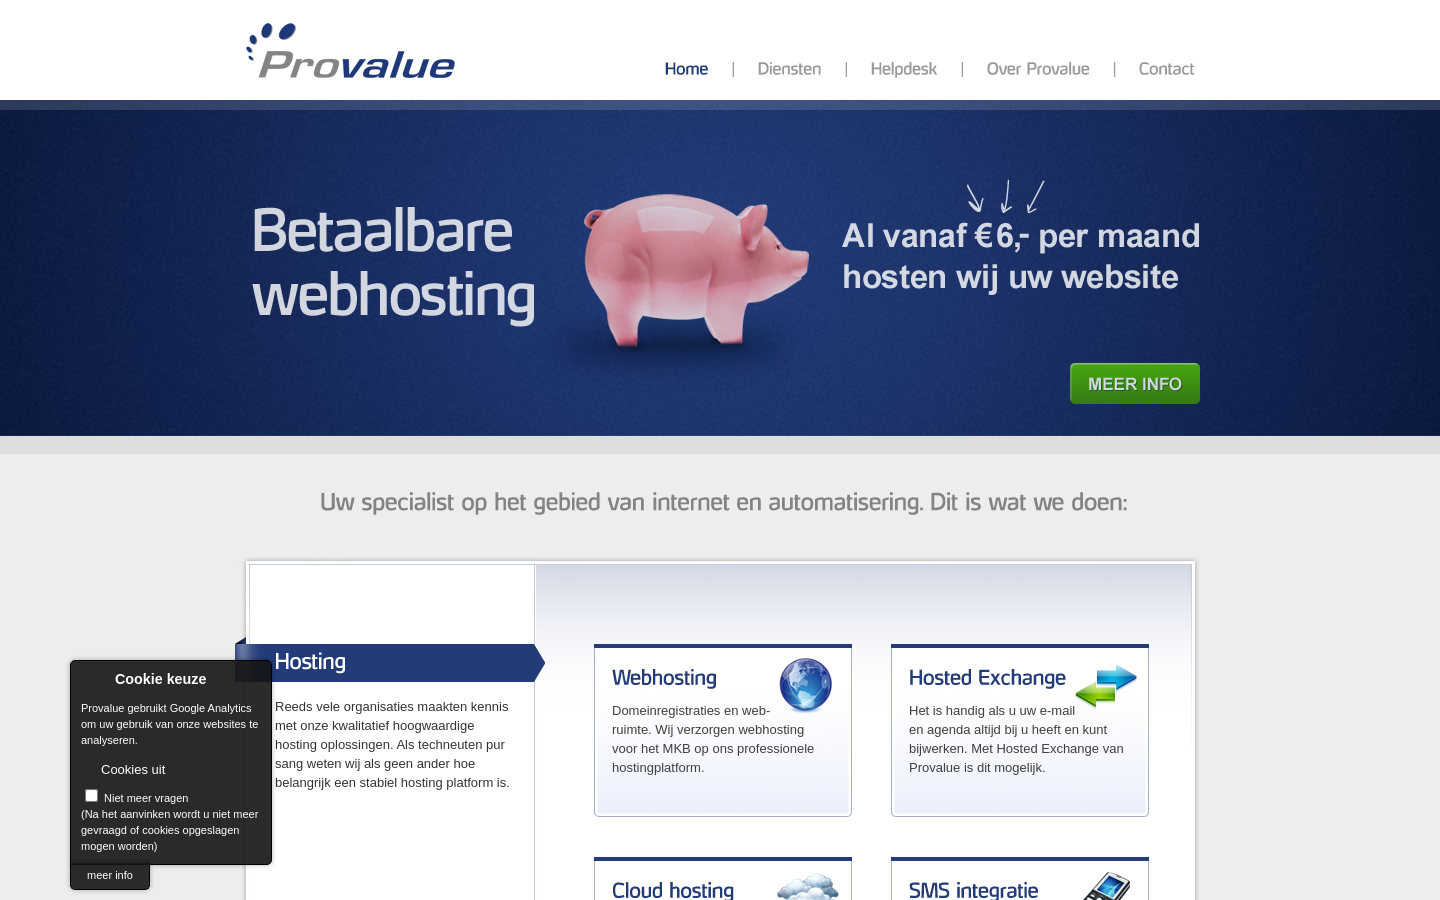 Provalue
Home | Diensten | Helpdesk | Over Provalue | Contact
Betaalbare
webhosting
Al vanaf € 6,- per maand
hosten wij uw website
MEER INFO
Uw specialist op het gebied van internet en automatisering. Dit is wat we doen:
Hosting
Reeds vele organisaties maakten kennis
met onze kwalitatief hoogwaardige
hosting oplossingen. Als techneuten pur
sang weten wij als geen ander hoe
belangrijk een stabiel hosting platform is.
Webhosting
Domeinregistraties en web-
ruimte. Wij verzorgen webhosting
voor het MKB op ons professionele
hostingplatform.
Hosted Exchange
Het is handig als u uw e-mail
en agenda altijd bij u heeft en kunt
bijwerken. Met Hosted Exchange van
Provalue is dit mogelijk.
Cloud hosting
SMS integratie
Cookie keuze
Provalue gebruikt Google Analytics
om uw gebruik van onze websites te
analyseren.
Cookies uit
Niet meer vragen
(Na het aanvinken wordt u niet meer
gevraagd of cookies opgeslagen
mogen worden)
meer info